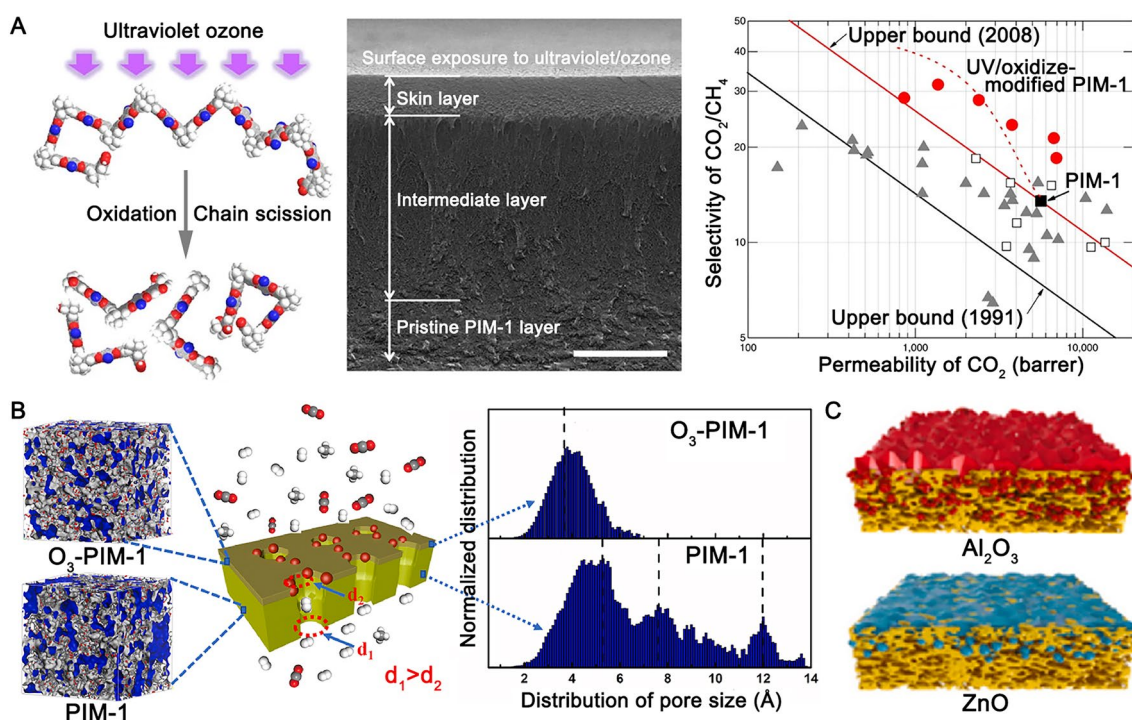 A
Ultraviolet ozone
Oxidation
Chain scission
Surface exposure to ultraviolet/ozone
Skin layer
Intermediate layer
Pristine PIM-1 layer
Selectivity of CO₂/CH₄
50
40
30
20
10
5
Upper bound (2008)
UV/oxidize-
modified PIM-1
PIM-1
Upper bound (1991)
100
1,000
10,000
Permeability of CO₂ (barrer)
B
O₃-PIM-1
PIM-1
d₂
d₁
d₁>d₂
Normalized distribution
O₃-PIM-1
PIM-1
2 4 6 8 10 12 14
Distribution of pore size (Å)
C
Al₂O₃
ZnO